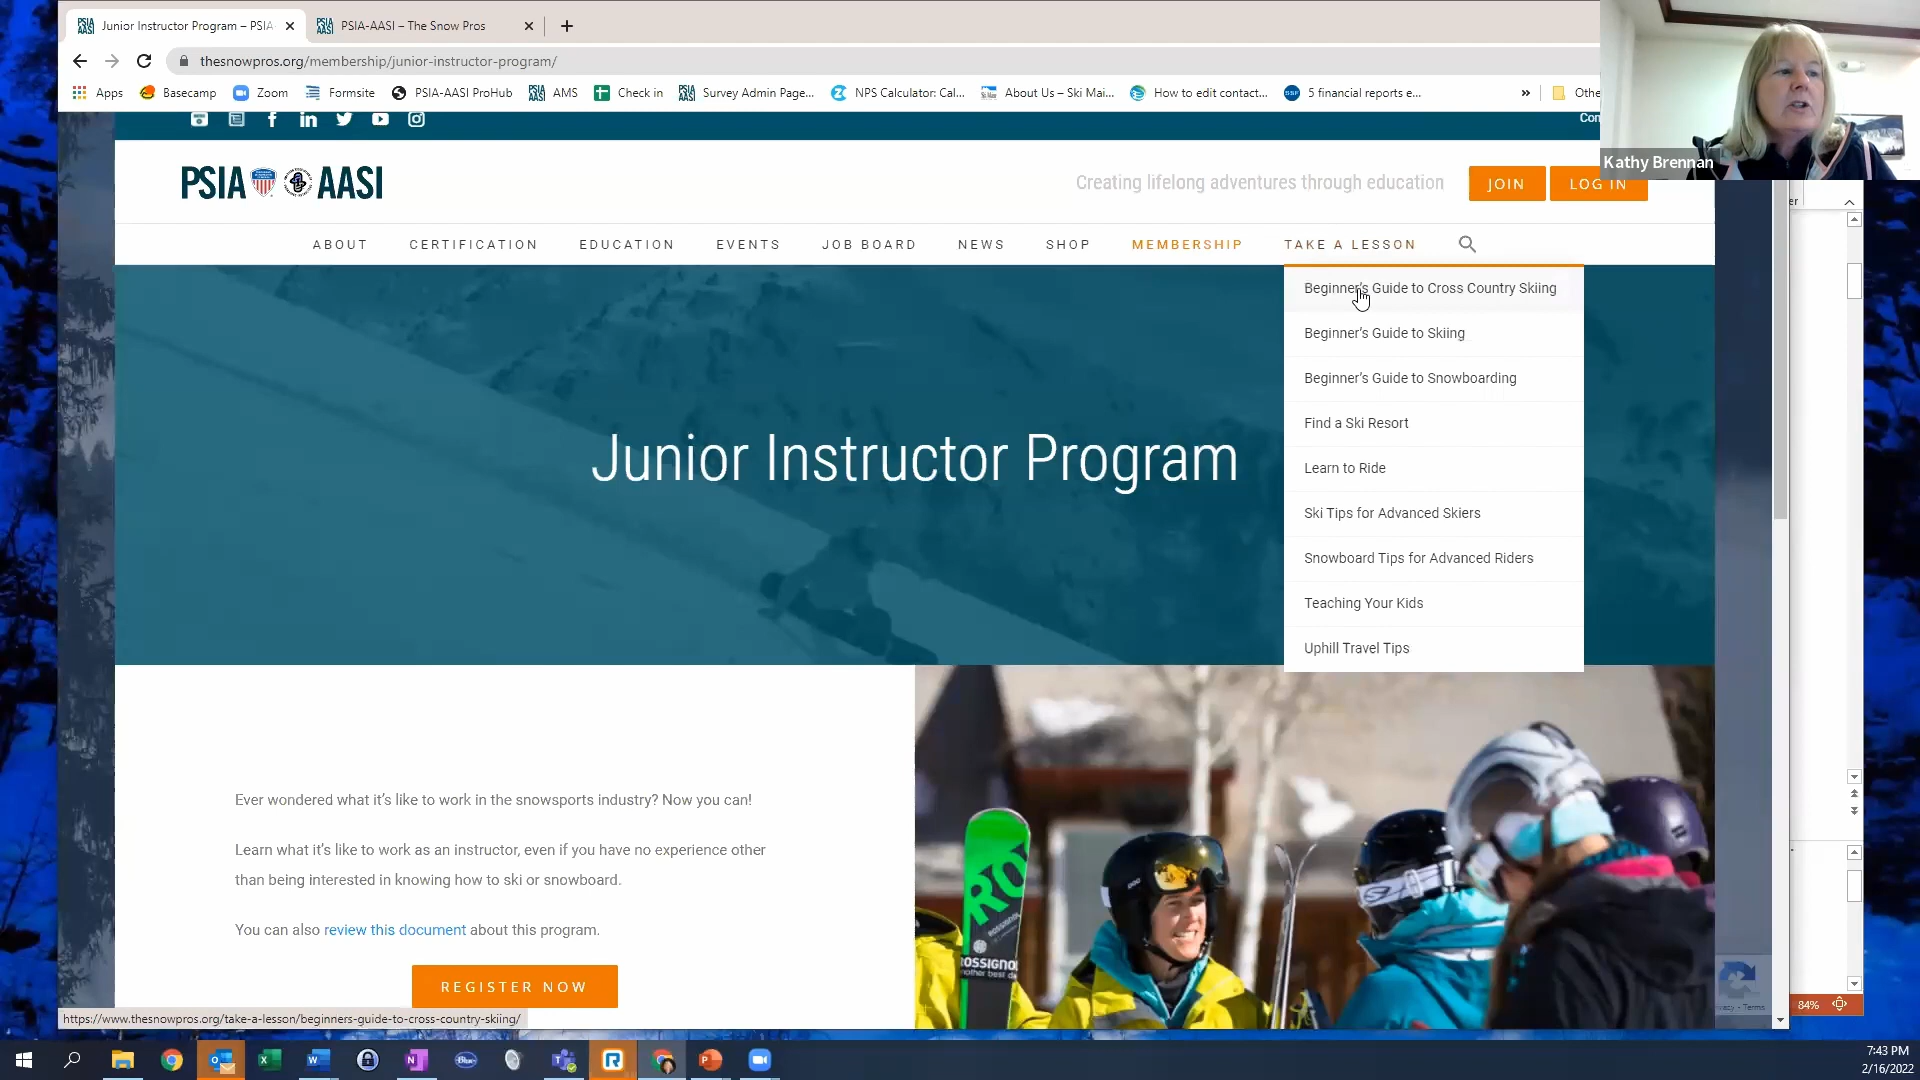 Junior Instructor Program – PSIA
PSIA-AASI – The Snow Pros
thesnowpros.org/membership/junior-instructor-program/
Apps
Basecamp
Zoom
Formsite
PSIA-AASI ProHub
AMS
Check in
Survey Admin Page...
NPS Calculator: Cal...
About Us – Ski Mai...
How to edit contact...
5 financial reports e...
»
Othe
Con
Kathy Brennan
PSIA AASI
Creating lifelong adventures through education
JOIN
LOG IN
er
ABOUT
CERTIFICATION
EDUCATION
EVENTS
JOB BOARD
NEWS
SHOP
MEMBERSHIP
TAKE A LESSON
Beginner’s Guide to Cross Country Skiing
Beginner’s Guide to Skiing
Beginner’s Guide to Snowboarding
Find a Ski Resort
Learn to Ride
Ski Tips for Advanced Skiers
Snowboard Tips for Advanced Riders
Teaching Your Kids
Uphill Travel Tips
Junior Instructor Program
Ever wondered what it’s like to work in the snowsports industry? Now you can!
Learn what it’s like to work as an instructor, even if you have no experience other
than being interested in knowing how to ski or snowboard.
You can also review this document about this program.
REGISTER NOW
ROSSIGNOL
https://www.thesnowpros.org/take-a-lesson/beginners-guide-to-cross-country-skiing/
84%
7:43 PM
2/16/2022